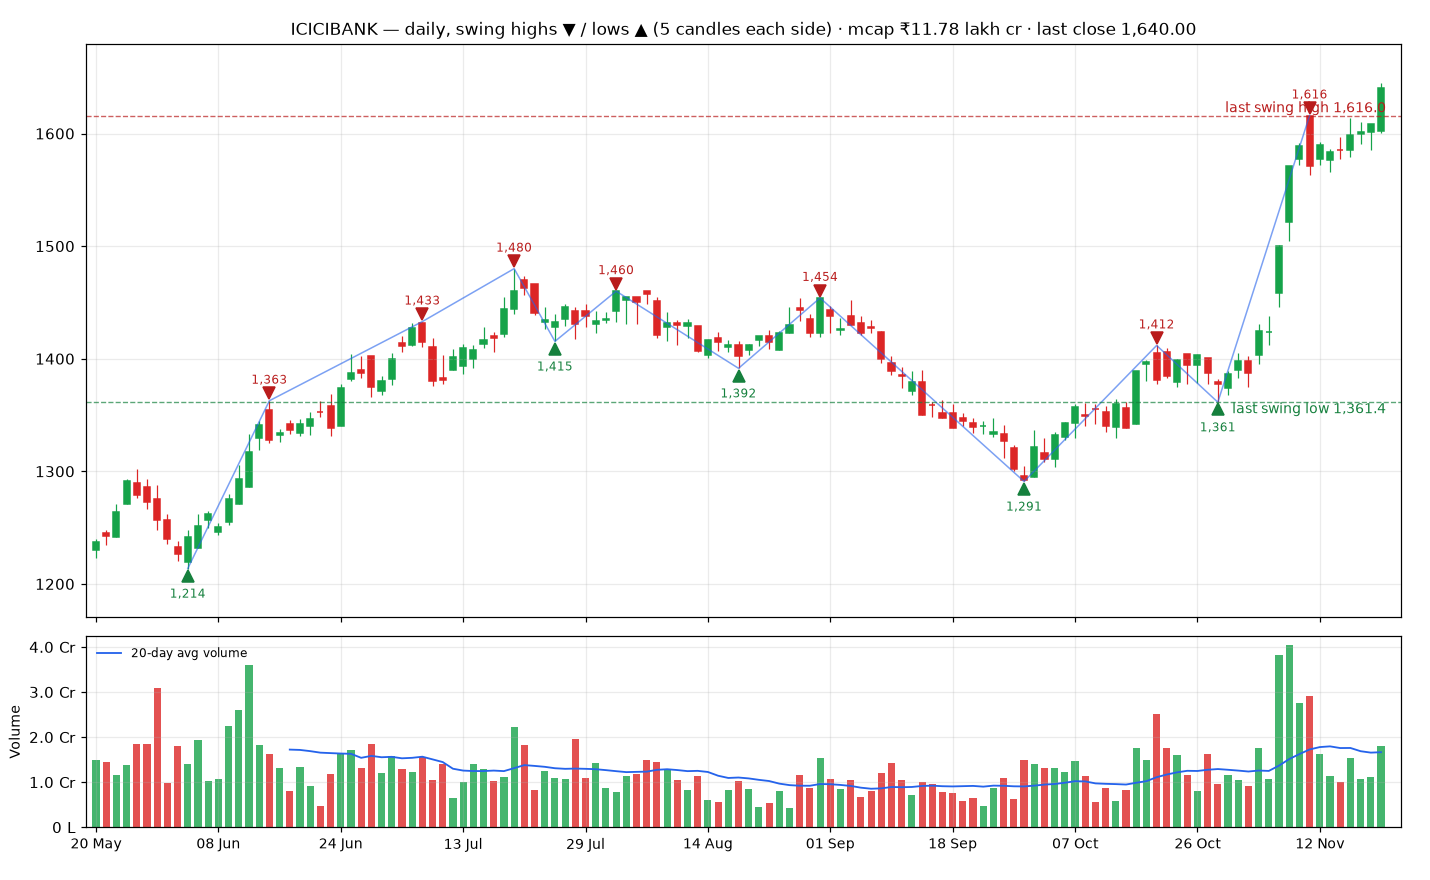 ICICIBANK — daily, swing highs ▼ / lows ▲ (5 candles each side) · mcap ₹11.78 lakh cr · last close 1,640.00
1,616
last swing high 1,616.0
1600
1500
1,480
1,460
1,454
1,433
1,412
1,415
1400
1,363
1,392
last swing low 1,361.4
1,361
1300
1,291
1200
1,214
4.0 Cr
20-day avg volume
3.0 Cr
Volume
2.0 Cr
1.0 Cr
0 L
20 May
08 Jun
24 Jun
13 Jul
29 Jul
14 Aug
01 Sep
18 Sep
07 Oct
26 Oct
12 Nov